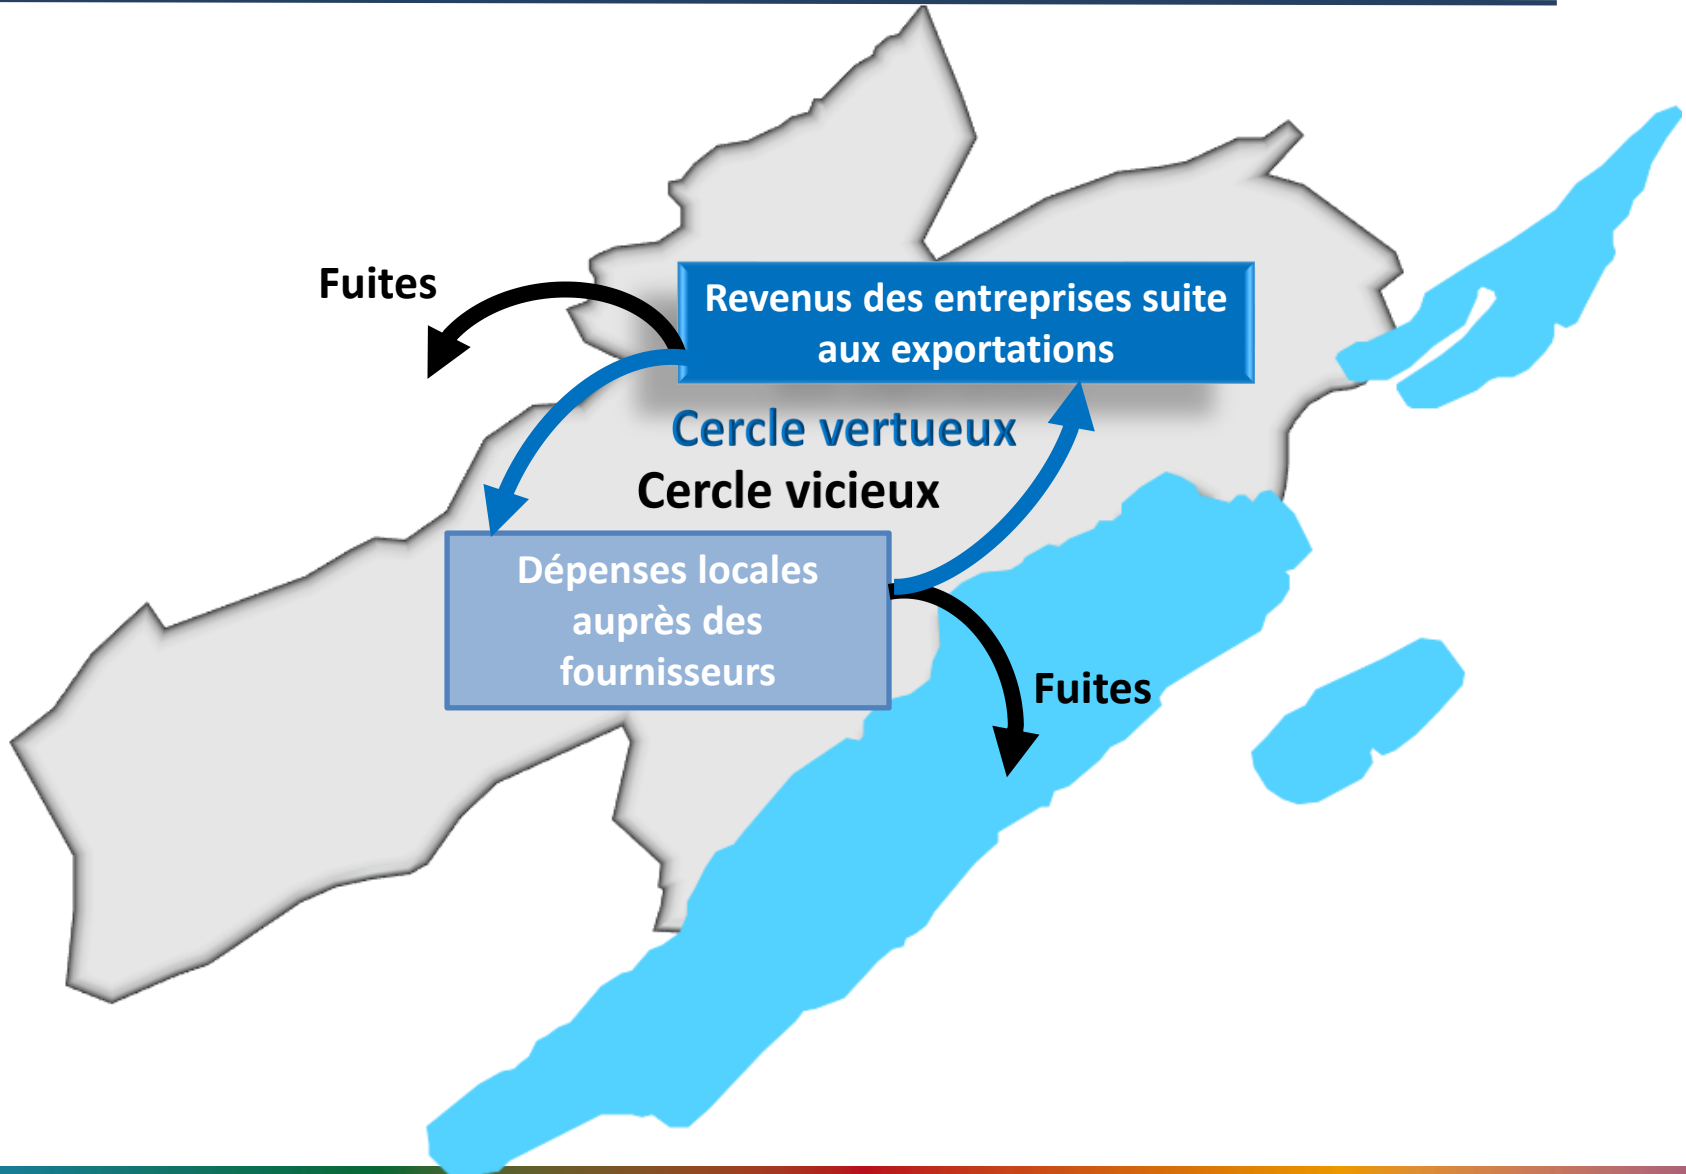 Fuites
Revenus des entreprises suite
aux exportations
Cercle vertueux
Cercle vicieux
Dépenses locales
auprès des
fournisseurs
Fuites